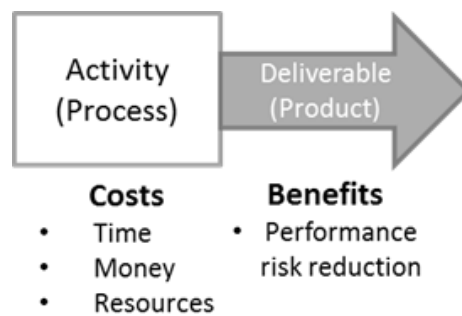 Activity
(Process)
Deliverable
(Product)
Costs
• Time
• Money
• Resources
Benefits
• Performance
risk reduction